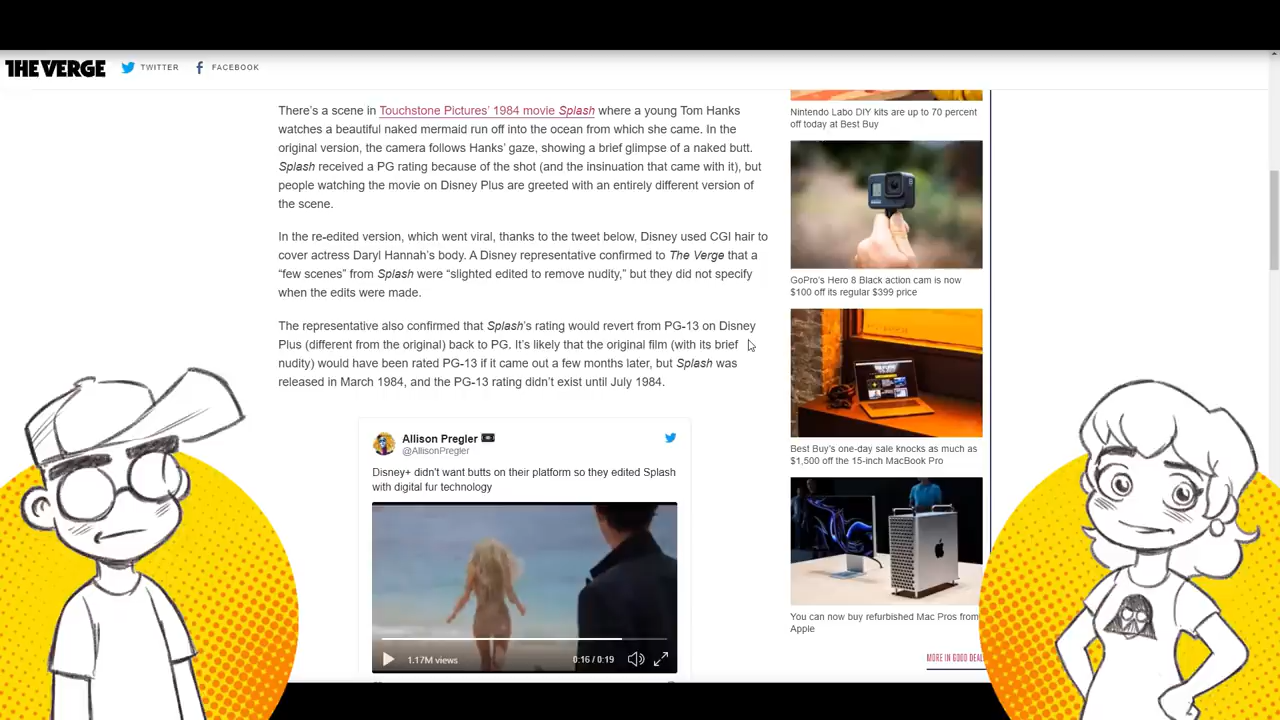 THE VERGE
TWITTER
FACEBOOK
There's a scene in Touchstone Pictures' 1984 movie Splash where a young Tom Hanks
watches a beautiful naked mermaid run off into the ocean from which she came. In the
original version, the camera follows Hanks' gaze, showing a brief glimpse of a naked butt.
Splash received a PG rating because of the shot (and the insinuation that came with it), but
people watching the movie on Disney Plus are greeted with an entirely different version of
the scene.
In the re-edited version, which went viral, thanks to the tweet below, Disney used CGI hair to
cover actress Daryl Hannah's body. A Disney representative confirmed to The Verge that a
“few scenes” from Splash were “slighted edited to remove nudity,” but they did not specify
when the edits were made.
The representative also confirmed that Splash's rating would revert from PG-13 on Disney
Plus (different from the original) back to PG. It's likely that the original film (with its brief
nudity) would have been rated PG-13 if it came out a few months later, but Splash was
released in March 1984, and the PG-13 rating didn't exist until July 1984.
Allison Pregler
@AllisonPregler
Disney+ didn't want butts on their platform so they edited Splash
with digital fur technology
1.17M views
0:16 / 0:19
Nintendo Labo DIY kits are up to 70 percent
off today at Best Buy
GoPro's Hero 8 Black action cam is now
$100 off its regular $399 price
Best Buy's one-day sale knocks as much as
$1,500 off the 15-inch MacBook Pro
You can now buy refurbished Mac Pros from
Apple
MORE IN GOOD DEAL